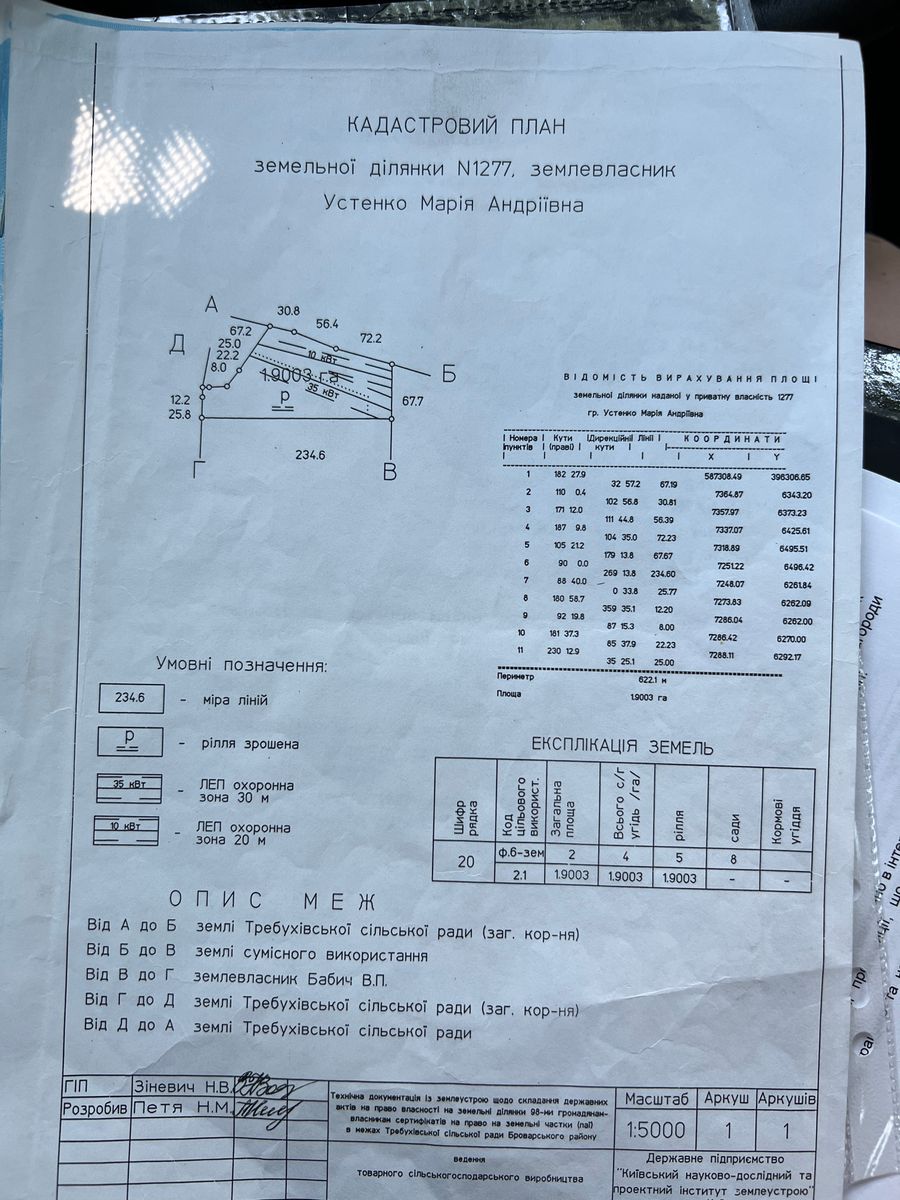 КАДАСТРОВИЙ ПЛАН
земельної ділянки N1277, землевласник
Устенко Марія Андріївна
А
30.8
67.2
56.4
Д
25.0
72.2
22.2
10 кВт
8.0
Б
1.9003 га
35 кВт
12.2
р
67.7
25.8
234.6
Г
В
ВІДОМІСТЬ ВИРАХУВАННЯ ПЛОЩІ
земельної ділянки наданої у приватну власність 1277
гр. Устенко Марія Андріївна
Номера пунктів | Кути (праві) | Дирекційні кути | Лінії | КООРДИНАТИ
X | Y
1 182 27.9 587308.49 396306.65
32 57.2 67.19
2 110 0.4 7364.87 6343.20
102 56.8 30.81
3 171 12.0 7357.97 6373.23
111 44.8 56.39
4 187 9.8 7337.07 6425.61
104 35.0 72.23
5 105 21.2 7318.89 6495.51
179 13.8 67.67
6 90 0.0 7251.22 6496.42
269 13.8 234.60
7 88 40.0 7248.07 6261.84
0 33.8 25.77
8 180 58.7 7273.83 6262.09
359 35.1 12.20
9 92 19.8 7286.04 6262.00
87 15.3 8.00
10 181 37.3 7286.42 6270.00
85 37.9 22.23
11 230 12.9 7288.11 6292.17
35 25.1 25.00
Периметр 622.1 м
Площа 1.9003 га
Умовні позначення:
234.6 - міра ліній
р - рілля зрошена
35 кВт - ЛЕП охоронна
зона 30 м
10 кВт - ЛЕП охоронна
зона 20 м
ЕКСПЛІКАЦІЯ ЗЕМЕЛЬ
Шифр рядка | Код цільового використ. | Загальна площа | Всього с/г угідь /га/ | рілля | сади | Кормові угіддя
20 | ф.6-зем | 2 | 4 | 5 | 8
2.1 | 1.9003 | 1.9003 | 1.9003 | - | -
ОПИС МЕЖ
Від А до Б землі Требухівської сільської ради (заг. кор-ня)
Від Б до В землі сумісного використання
Від В до Г землевласник Бабич В.П.
Від Г до Д землі Требухівської сільської ради (заг. кор-ня)
Від Д до А землі Требухівської сільської ради
ГІП Зіневич Н.В.
Розробив Петя Н.М.
Технічна документація із землеустрою щодо складання державних
актів на право власності на земельні ділянки 98-ми громадянам-
власникам сертифікатів на право на земельні частки (паї)
в межах Требухівської сільської ради Броварського району
ведення
товарного сільськогосподарського виробництва
Масштаб | Аркуш | Аркушів
1:5000 | 1 | 1
Державне підприємство
"Київський науково-дослідний та
проектний інститут землеустрою"